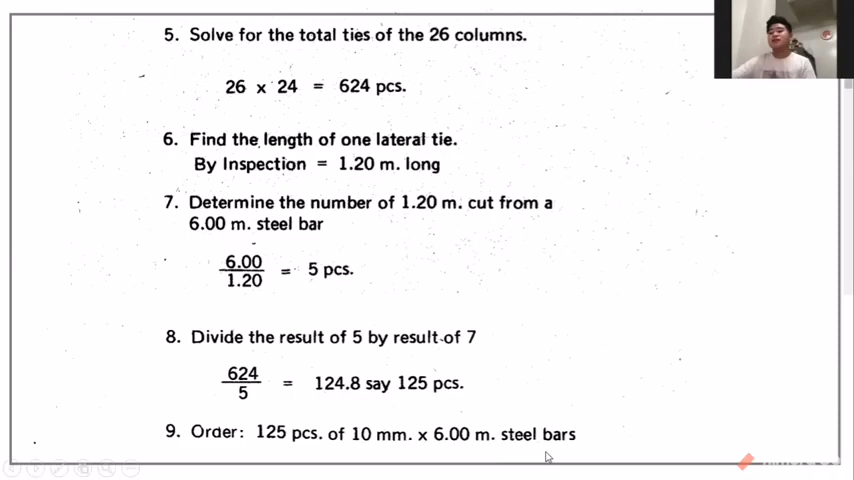 5. Solve for the total ties of the 26 columns.
26 x 24 = 624 pcs.
6. Find the length of one lateral tie.
By Inspection = 1.20 m. long
7. Determine the number of 1.20 m. cut from a
6.00 m. steel bar
6.00
1.20 = 5 pcs.
8. Divide the result of 5 by result of 7
624
5 = 124.8 say 125 pcs.
9. Order: 125 pcs. of 10 mm. x 6.00 m. steel bars